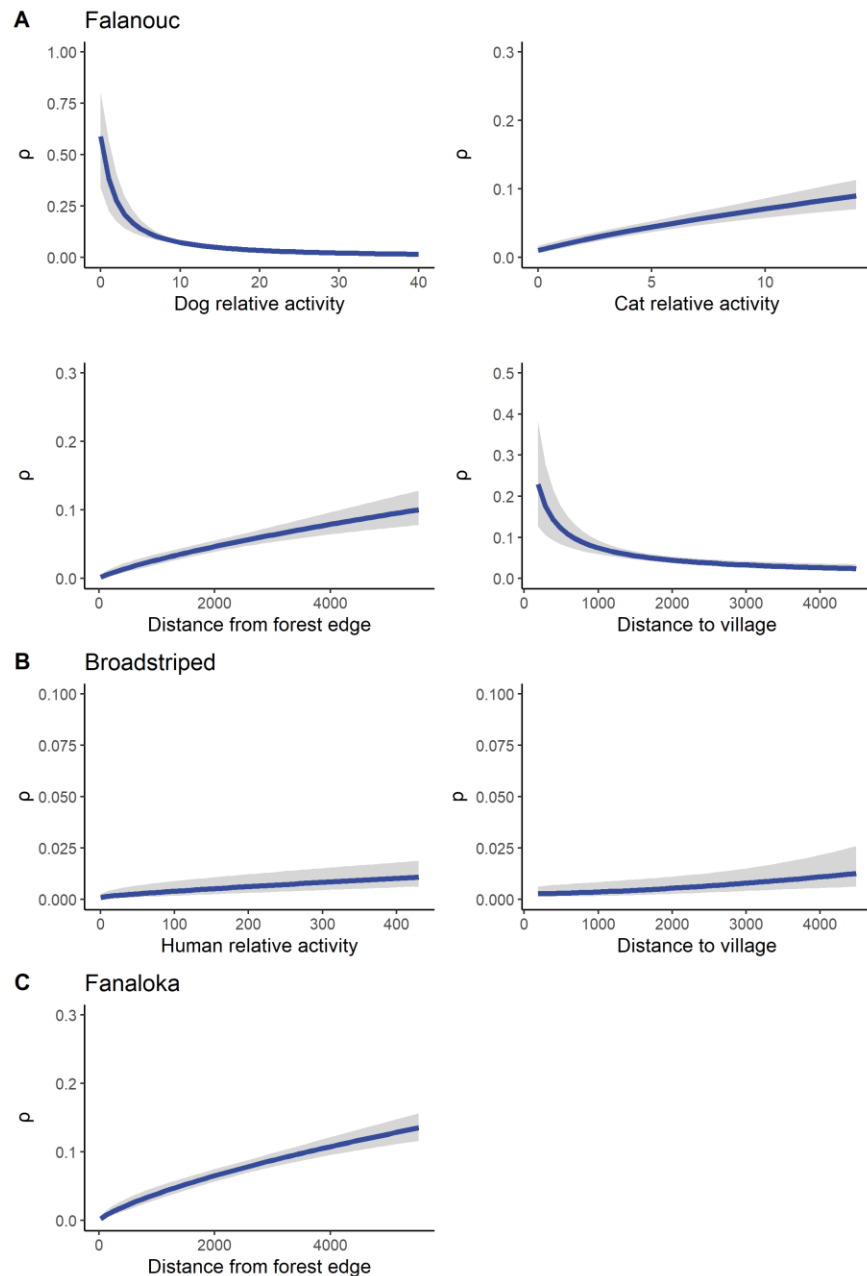 A Falanouc
1.00
0.75
0.50
0.25
0.00
ρ
0 10 20 30 40
Dog relative activity
0.3
0.2
0.1
0.0
ρ
0 5 10
Cat relative activity
0.3
0.2
0.1
0.0
ρ
0 2000 4000
Distance from forest edge
0.5
0.4
0.3
0.2
0.1
0.0
ρ
0 1000 2000 3000 4000
Distance to village
B Broadstriped
0.100
0.075
0.050
0.025
0.000
ρ
0 100 200 300 400
Human relative activity
0.100
0.075
0.050
0.025
0.000
p
0 1000 2000 3000 4000
Distance to village
C Fanaloka
0.3
0.2
0.1
0.0
ρ
0 2000 4000
Distance from forest edge